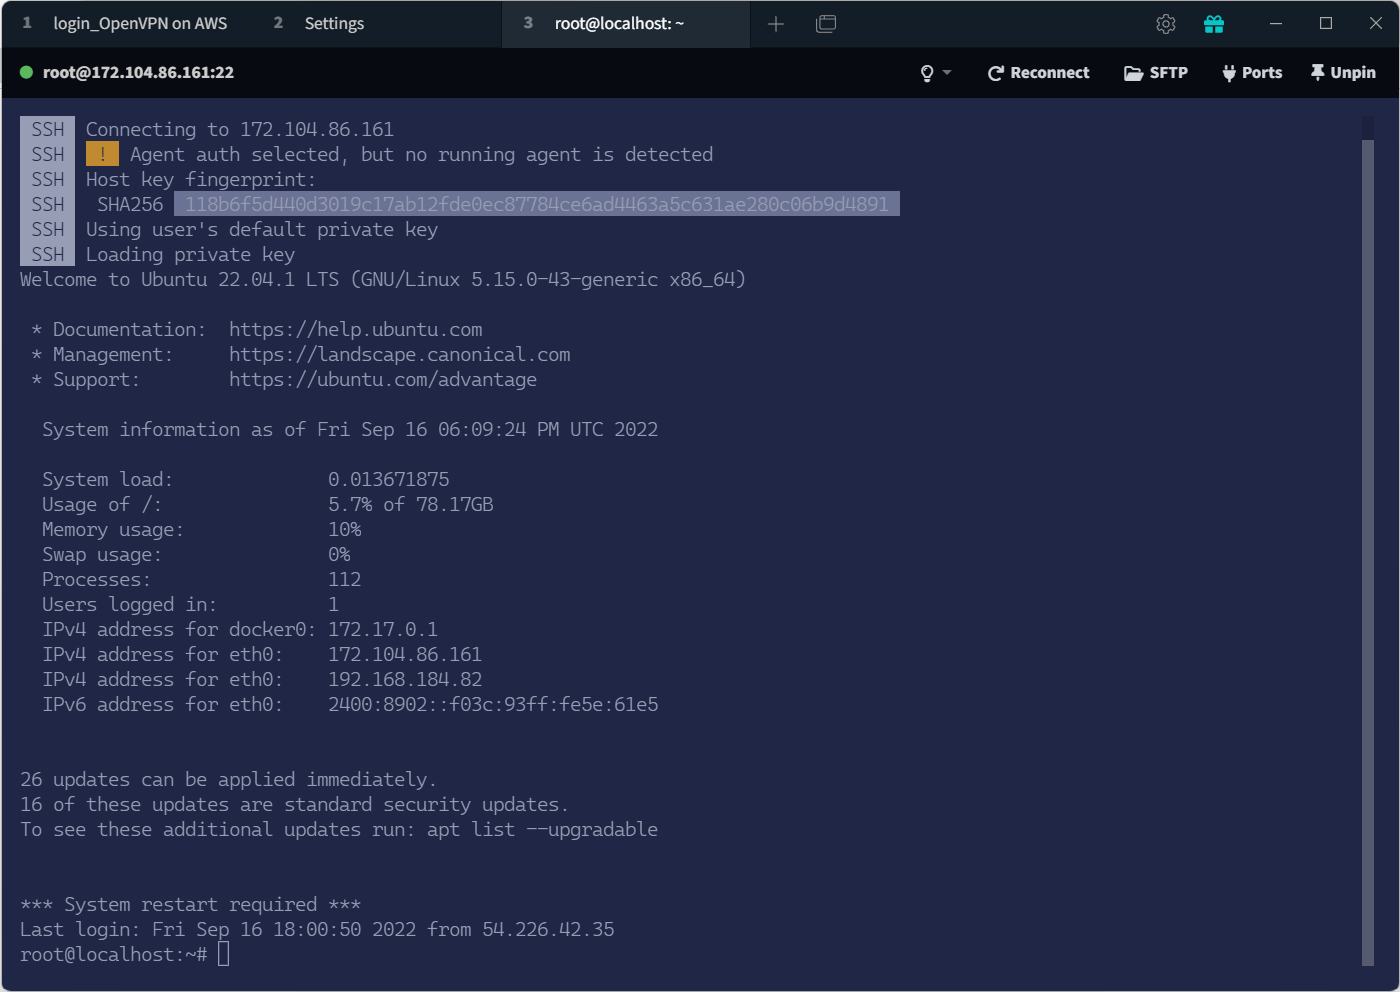 1 login_OpenVPN on AWS 2 Settings 3 root@localhost: ~
root@172.104.86.161:22 Reconnect SFTP Ports Unpin
SSH Connecting to 172.104.86.161
SSH ! Agent auth selected, but no running agent is detected
SSH Host key fingerprint:
SSH SHA256 118b6f5d440d3019c17ab12fde0ec87784ce6ad4463a5c631ae280c06b9d4891
SSH Using user's default private key
SSH Loading private key
Welcome to Ubuntu 22.04.1 LTS (GNU/Linux 5.15.0-43-generic x86_64)
* Documentation: https://help.ubuntu.com
* Management: https://landscape.canonical.com
* Support: https://ubuntu.com/advantage
System information as of Fri Sep 16 06:09:24 PM UTC 2022
System load: 0.013671875
Usage of /: 5.7% of 78.17GB
Memory usage: 10%
Swap usage: 0%
Processes: 112
Users logged in: 1
IPv4 address for docker0: 172.17.0.1
IPv4 address for eth0: 172.104.86.161
IPv4 address for eth0: 192.168.184.82
IPv6 address for eth0: 2400:8902::f03c:93ff:fe5e:61e5
26 updates can be applied immediately.
16 of these updates are standard security updates.
To see these additional updates run: apt list --upgradable
*** System restart required ***
Last login: Fri Sep 16 18:00:50 2022 from 54.226.42.35
root@localhost:~#